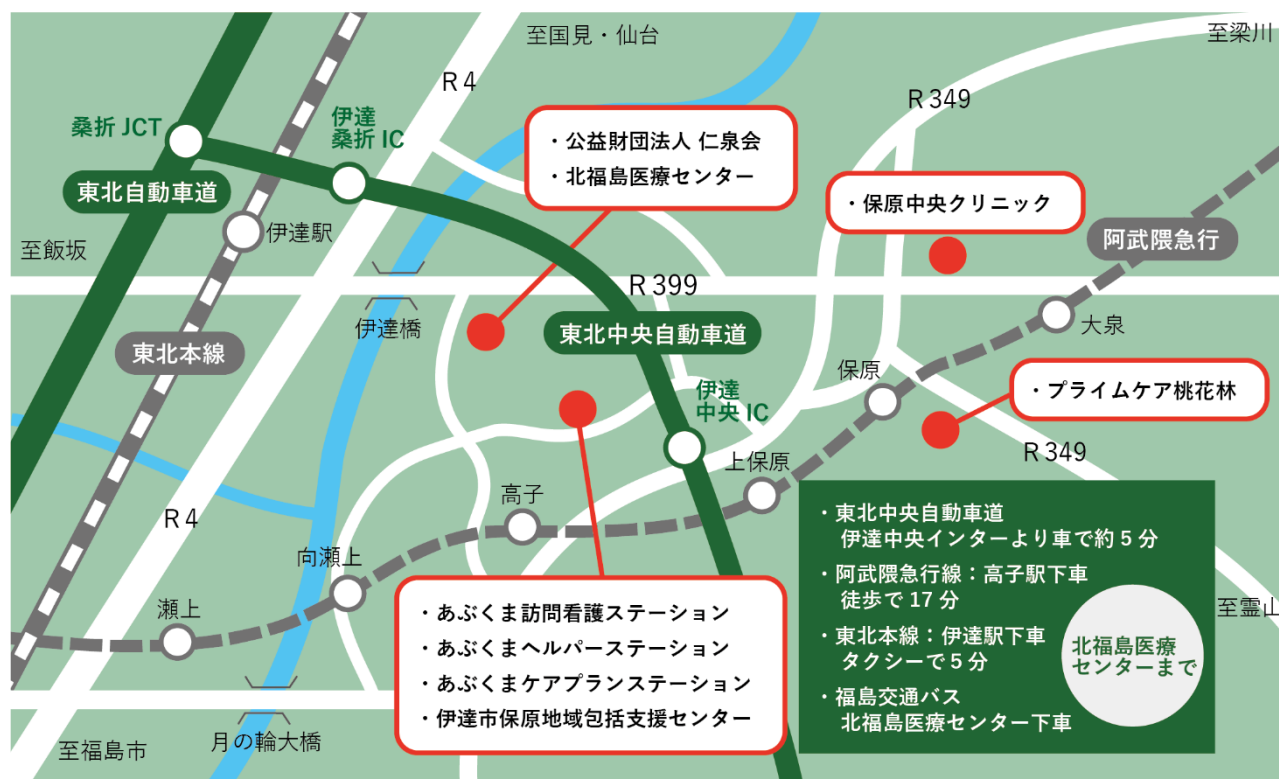 至国見・仙台
至梁川
R4
R349
桑折 JCT
伊達
桑折 IC
・公益財団法人 仁泉会
・北福島医療センター
東北自動車道
・保原中央クリニック
伊達駅
至飯坂
阿武隈急行
R399
伊達橋
東北中央自動車道
大泉
東北本線
保原
伊達
中央 IC
・プライムケア桃花林
R349
上保原
高子
R4
向瀬上
瀬上
・東北中央自動車道
伊達中央インターより車で約5分
・阿武隈急行線：高子駅下車
徒歩で17分
・東北本線：伊達駅下車
タクシーで5分
・福島交通バス
北福島医療センター下車
北福島医療
センターまで
至霊山
・あぶくま訪問看護ステーション
・あぶくまヘルパーステーション
・あぶくまケアプランステーション
・伊達市保原地域包括支援センター
月の輪大橋
至福島市